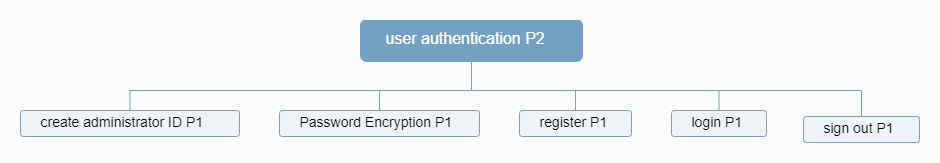 user authentication P2
create administrator ID P1
Password Encryption P1
register P1
login P1
sign out P1